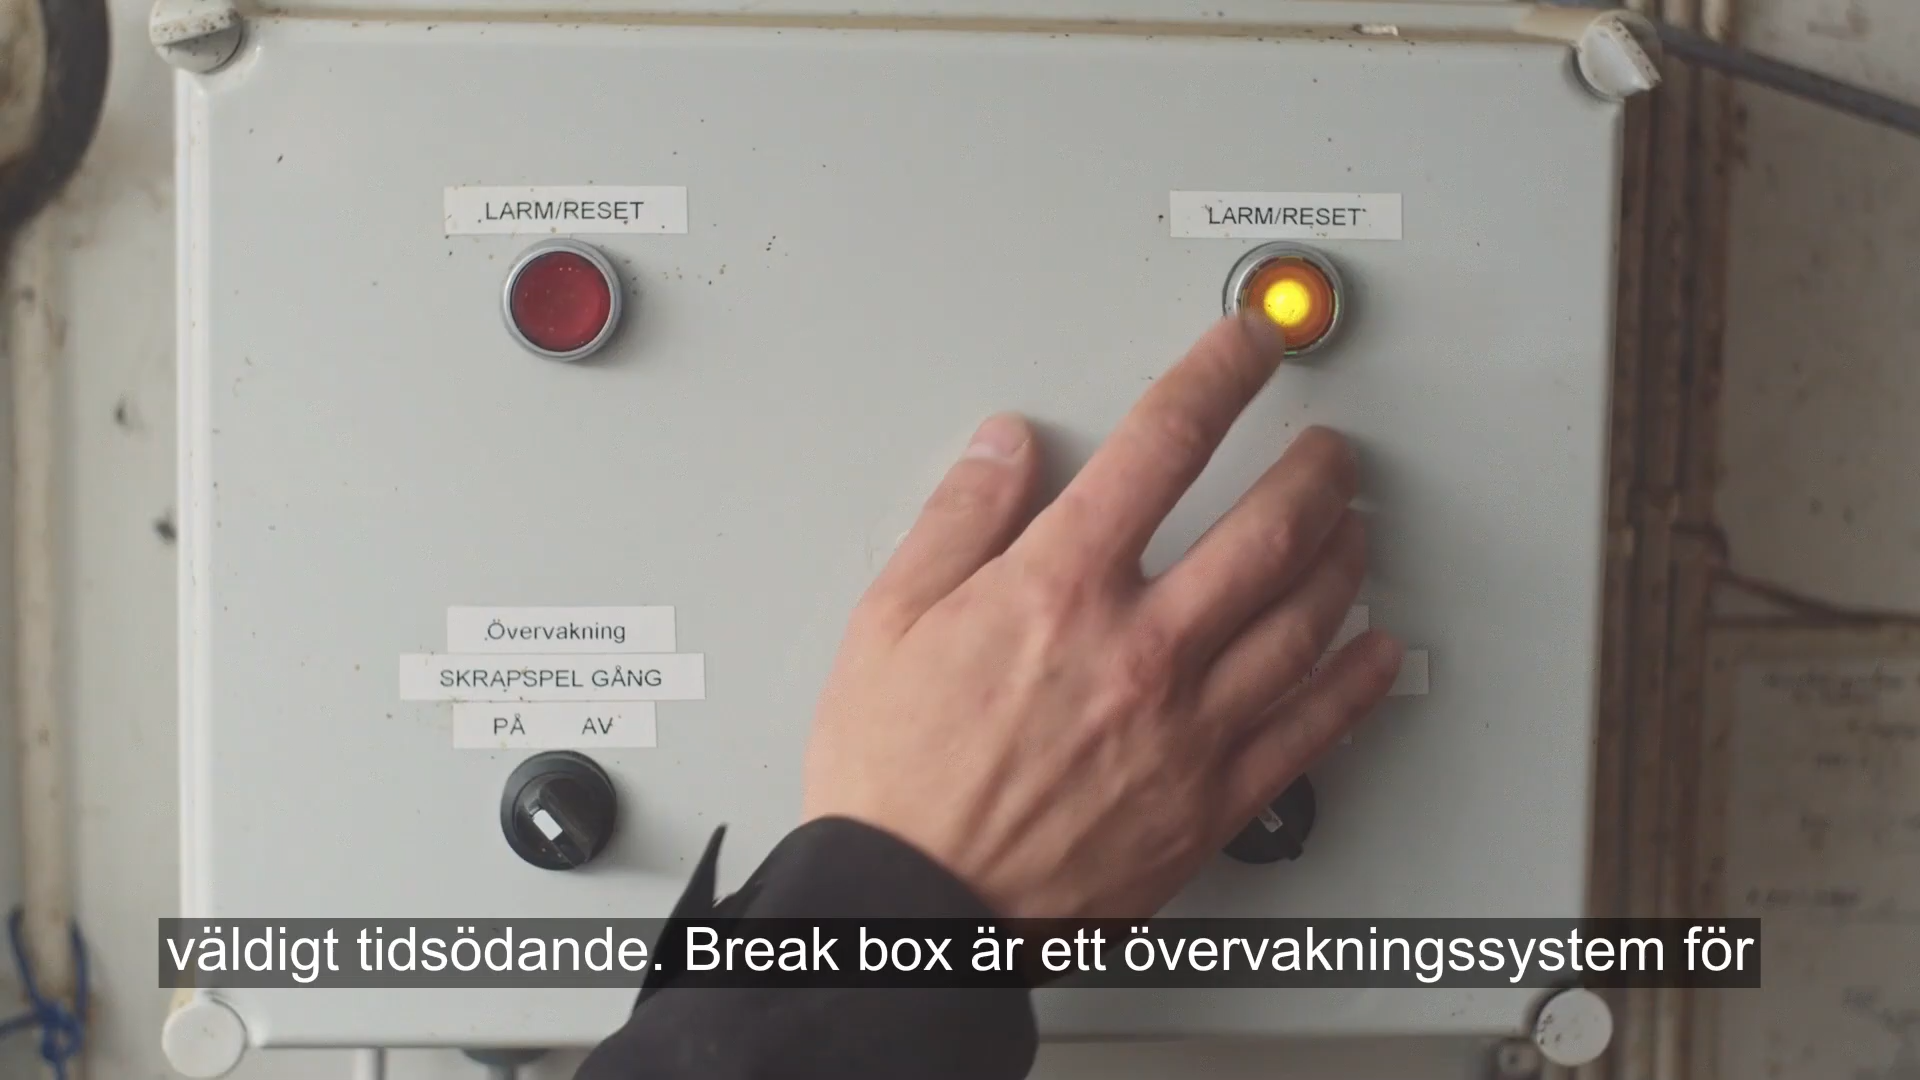 LARM/RESET
LARM/RESET
Övervakning
SKRAPSPEL GÅNG
PÅ AV
väldigt tidsödande. Break box är ett övervakningssystem för